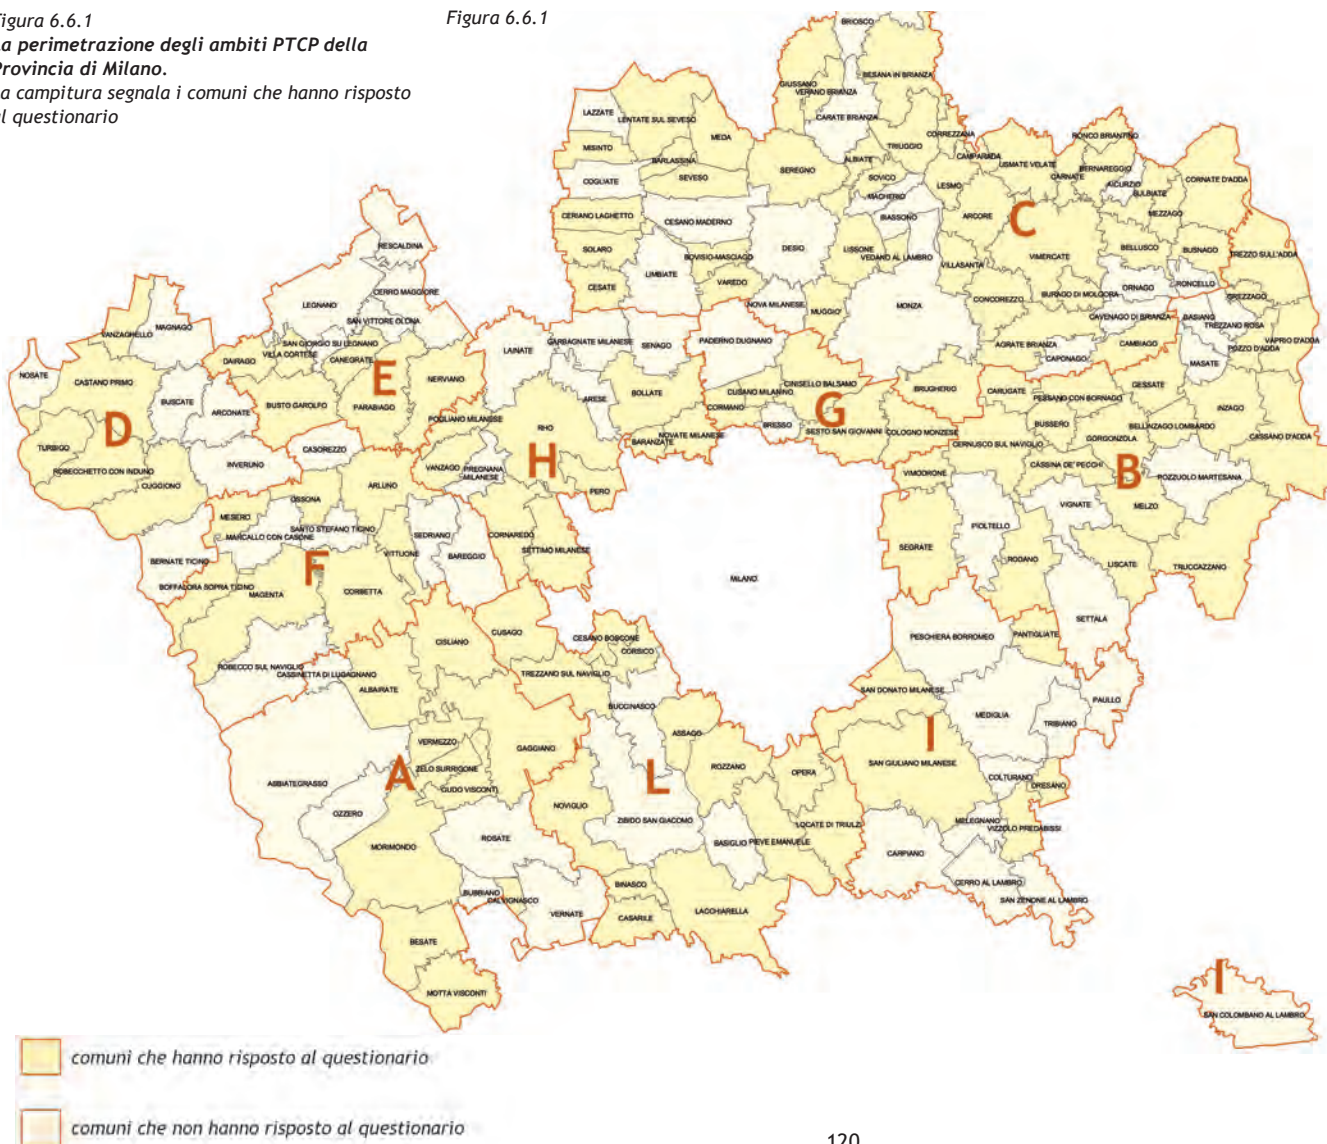 Figura 6.6.1
Figura 6.6.1
La perimetrazione degli ambiti PTCP della
Provincia di Milano.
La campitura segnala i comuni che hanno risposto
al questionario
BRIOSCO
BESANA IN BRIANZA
GIUSSANO
VERANO BRIANZA
CARATE BRIANZA
LAZZATE
LENTATE SUL SEVESO
MEDA
MISINTO
BARLASSINA
SEVESO
COGLIATE
SEREGNO
ALBIATE
TRIUGGIO
CORREZZANA
CAMPARADA
USMATE VELATE
RONCO BRIANTINO
BERNAREGGIO
CARNATE
AICURZIO
SULBIATE
CORNATE D'ADDA
SOVICO
MACHERIO
LESMO
MEZZAGO
CERIANO LAGHETTO
CESANO MADERNO
BIASSONO
ARCORE
C
RESCALDINA
SOLARO
DESIO
LISSONE
VEDANO AL LAMBRO
VILLASANTA
VIMERCATE
BELLUSCO
BUSNAGO
TREZZO SULL'ADDA
BOVISIO-MASCIAGO
LIMBIATE
CESATE
VAREDO
LEGNANO
CERRO MAGGIORE
MUGGIO'
NOVA MILANESE
MONZA
CONCOREZZO
BURAGO DI MOLGORA
ORNAGO
RONCELLO
GREZZAGO
CAVENAGO DI BRIANZA
BASIANO
TREZZANO ROSA
VANZAGHELLO
MAGNAGO
SAN VITTORE OLONA
SAN GIORGIO SU LEGNANO
VILLA CORTESE
DAIRAGO
CANEGRATE
LAINATE
GARBAGNATE MILANESE
SENAGO
PADERNO DUGNANO
AGRATE BRIANZA
CAPONAGO
CAMBIAGO
MASATE
POZZO D'ADDA
VAPRIO D'ADDA
NOSATE
CASTANO PRIMO
E
NERVIANO
BUSCATE
ARCONATE
BUSTO GAROLFO
PARABIAGO
ARESE
BOLLATE
CUSANO MILANINO
CINISELLO BALSAMO
BRUGHERIO
CARUGATE
PESSANO CON BORNAGO
GESSATE
INZAGO
D
POGLIANO MILANESE
RHO
CORMANO
BRESSO
G
SESTO SAN GIOVANNI
COLOGNO MONZESE
BUSSERO
BELLINZAGO LOMBARDO
GORGONZOLA
CASSANO D'ADDA
TURBIGO
NOVATE MILANESE
BARANZATE
CERNUSCO SUL NAVIGLIO
CASOREZZO
INVERUNO
ROBECCHETTO CON INDUNO
VANZAGO
PREGNANA
MILANESE
H
VIMODRONE
CASSINA DE' PECCHI
B
POZZUOLO MARTESANA
CUGGIONO
ARLUNO
PERO
OSSONA
VIGNATE
MELZO
MESERO
SANTO STEFANO TICINO
MARCALLO CON CASONE
SEDRIANO
BAREGGIO
CORNAREDO
SETTIMO MILANESE
PIOLTELLO
SEGRATE
RODANO
VITTUONE
BERNATE TICINO
LISCATE
TRUCCAZZANO
F
BOFFALORA SOPRA TICINO
MAGENTA
CORBETTA
MILANO
SETTALA
CUSAGO
CISLIANO
CESANO BOSCONE
CORSICO
PESCHIERA BORROMEO
PANTIGLIATE
ROBECCO SUL NAVIGLIO
CASSINETTA DI LUGAGNANO
TREZZANO SUL NAVIGLIO
ALBAIRATE
SAN DONATO MILANESE
PAULLO
BUCCINASCO
MEDIGLIA
TRIBIANO
ASSAGO
VERMEZZO
GAGGIANO
I
A
ZELO SURRIGONE
ROZZANO
OPERA
SAN GIULIANO MILANESE
ABBIATEGRASSO
GUDO VISCONTI
L
COLTURANO
DRESANO
OZZERO
NOVIGLIO
ZIBIDO SAN GIACOMO
LOCATE DI TRIULZI
MELEGNANO
VIZZOLO PREDABISSI
ROSATE
BASIGLIO
PIEVE EMANUELE
MORIMONDO
CARPIANO
BINASCO
CERRO AL LAMBRO
BUBBIANO
CALVIGNASCO
VERNATE
CASARILE
LACCHIARELLA
SAN ZENONE AL LAMBRO
BESATE
I
MOTTA VISCONTI
SAN COLOMBANO AL LAMBRO
comuni che hanno risposto al questionario
comuni che non hanno risposto al questionario
120